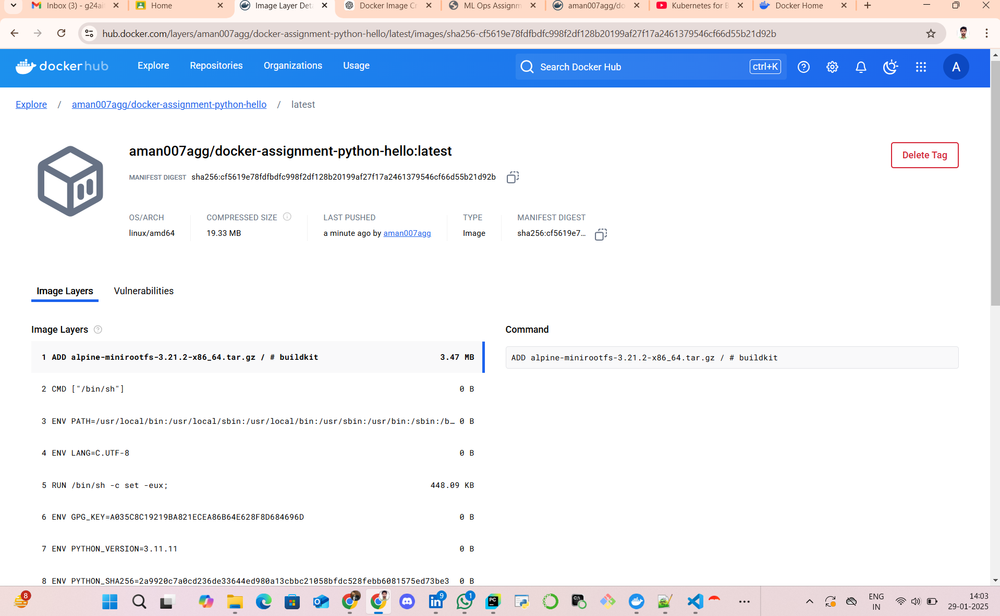 Inbox (3) - g24ai
Home
Image Layer Deta
Docker Image Cr
ML Ops Assignm
aman007agg/do
Kubernetes for B
Docker Home
hub.docker.com/layers/aman007agg/docker-assignment-python-hello/latest/images/sha256-cf5619e78fdfbdfc998f2df128b20199af27f17a2461379546cf66d55b21d92b
docker hub
Explore
Repositories
Organizations
Usage
Search Docker Hub
ctrl+K
A
Explore / aman007agg/docker-assignment-python-hello / latest
aman007agg/docker-assignment-python-hello:latest
Delete Tag
MANIFEST DIGEST sha256:cf5619e78fdfbdfc998f2df128b20199af27f17a2461379546cf66d55b21d92b
OS/ARCH
linux/amd64
COMPRESSED SIZE
19.33 MB
LAST PUSHED
a minute ago by aman007agg
TYPE
Image
MANIFEST DIGEST
sha256:cf5619e7...
Image Layers
Vulnerabilities
Image Layers
Command
1 ADD alpine-minirootfs-3.21.2-x86_64.tar.gz / # buildkit 3.47 MB
ADD alpine-minirootfs-3.21.2-x86_64.tar.gz / # buildkit
2 CMD ["/bin/sh"] 0 B
3 ENV PATH=/usr/local/bin:/usr/local/sbin:/usr/local/bin:/usr/sbin:/usr/bin:/sbin:/b… 0 B
4 ENV LANG=C.UTF-8 0 B
5 RUN /bin/sh -c set -eux; 448.09 KB
6 ENV GPG_KEY=A035C8C19219BA821ECEA86B64E628F8D684696D 0 B
7 ENV PYTHON_VERSION=3.11.11 0 B
8 ENV PYTHON_SHA256=2a9920c7a0cd236de33644ed980a13cbbc21058bfdc528febb6081575ed73be3 0 B
8
9
1
PC
ENG
IN
14:03
29-01-2025